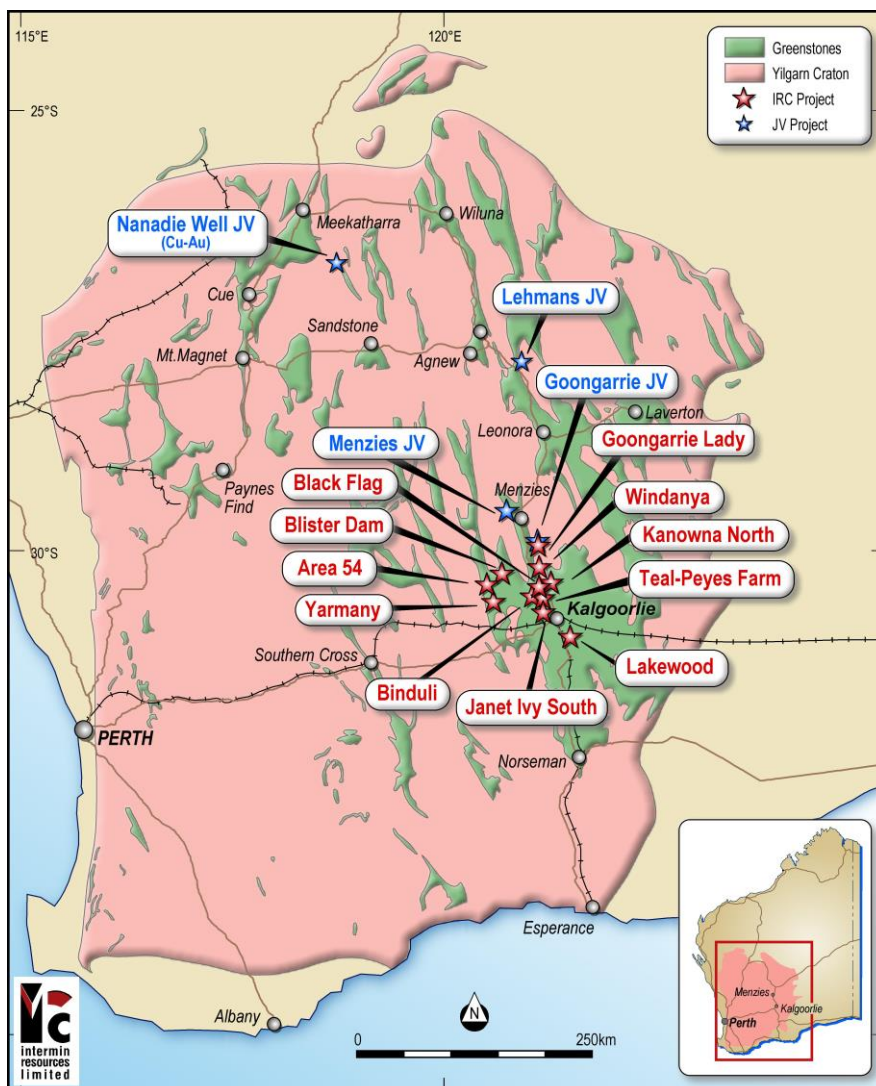 115°E
120°E
Greenstones
Yilgarn Craton
IRC Project
JV Project
25°S
Nanadie Well JV
(Cu-Au)
Meekatharra
Wiluna
Cue
Lehmans JV
Sandstone
Mt.Magnet
Agnew
Goongarrie JV
Laverton
Leonora
Goongarrie Lady
Menzies JV
Black Flag
Paynes
Find
Menzies
Windanya
Blister Dam
Kanowna North
30°S
Area 54
Teal-Peyes Farm
Yarmany
Kalgoorlie
Southern Cross
Binduli
Janet Ivy South
Lakewood
PERTH
Norseman
Esperance
Albany
N
0
250km
intermin
resources
limited
Menzies
Kalgoorlie
Perth